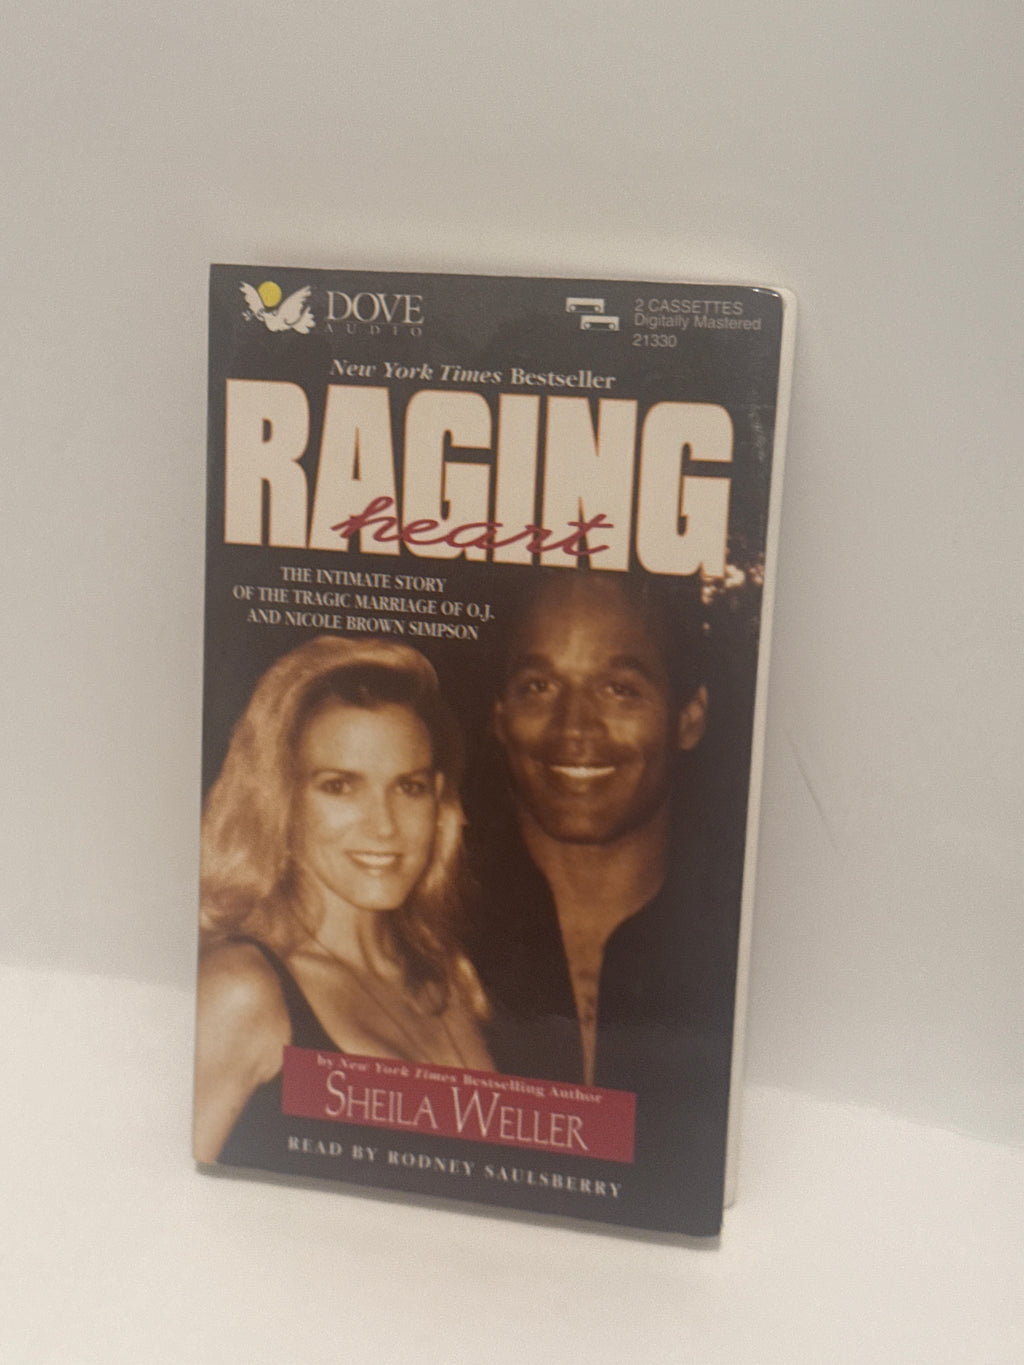 DOVE
AUDIO
2 CASSETTES
Digitally Mastered
21330
New York Times Bestseller
RAGING
heart
THE INTIMATE STORY
OF THE TRAGIC MARRIAGE OF O.J.
AND NICOLE BROWN SIMPSON
by New York Times Bestselling Author
SHEILA WELLER
READ BY RODNEY SAULSBERRY